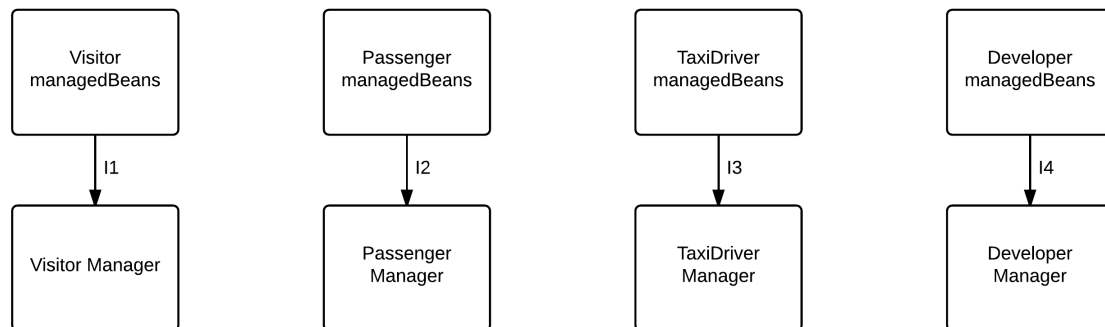 Visitor
managedBeans
Passenger
managedBeans
TaxiDriver
managedBeans
Developer
managedBeans
I1
I2
I3
I4
Visitor Manager
Passenger
Manager
TaxiDriver
Manager
Developer
Manager